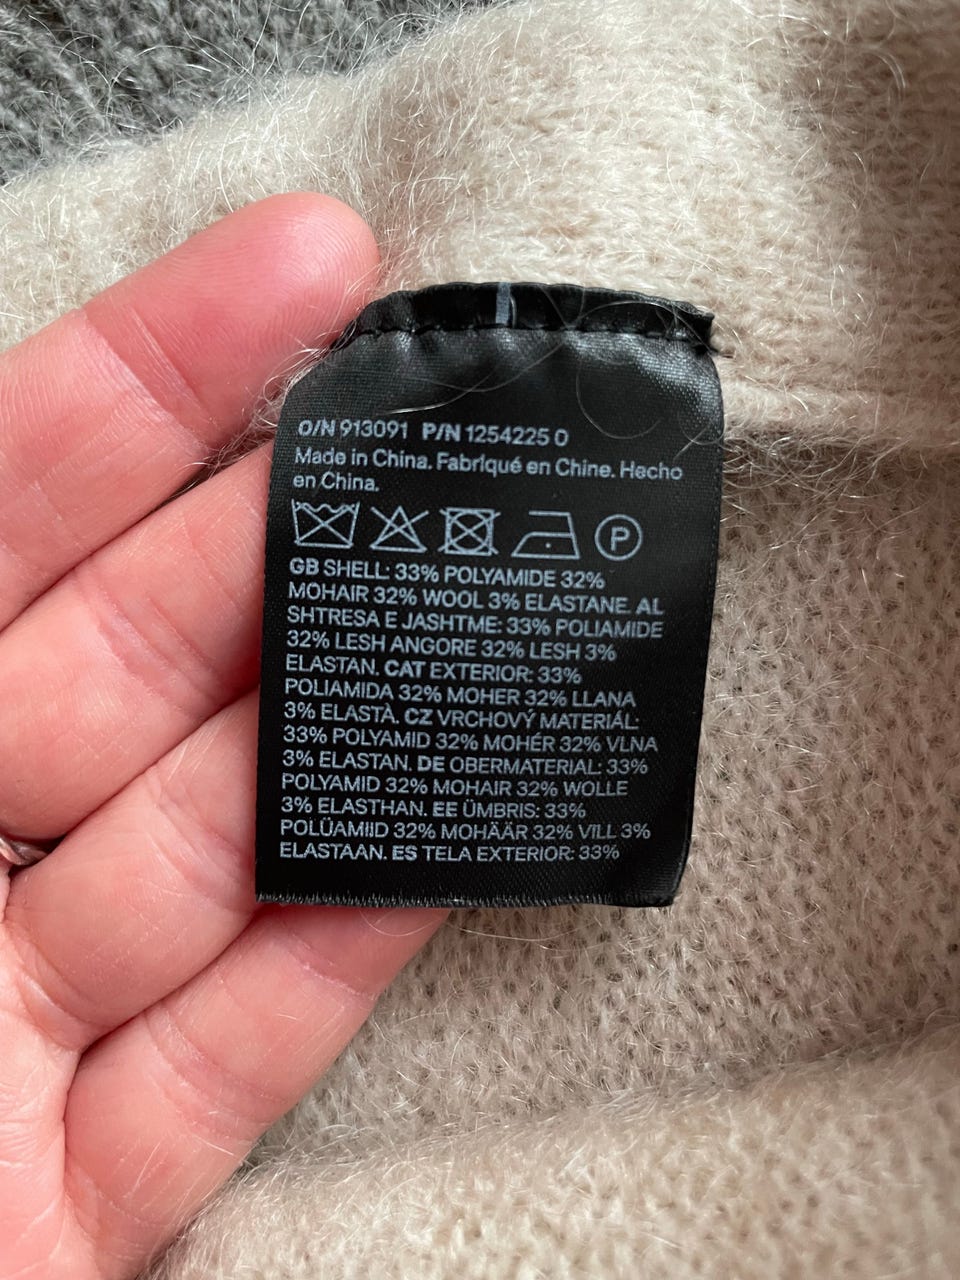 O/N 913091 P/N 1254225 0
Made in China. Fabriqué en Chine. Hecho
en China.
P
GB SHELL: 33% POLYAMIDE 32%
MOHAIR 32% WOOL 3% ELASTANE. AL
SHTRESA E JASHTME: 33% POLIAMIDE
32% LESH ANGORE 32% LESH 3%
ELASTAN. CAT EXTERIOR: 33%
POLIAMIDA 32% MOHER 32% LLANA
3% ELASTÀ. CZ VRCHOVÝ MATERIÁL:
33% POLYAMID 32% MOHÉR 32% VLNA
3% ELASTAN. DE OBERMATERIAL: 33%
POLYAMID 32% MOHAIR 32% WOLLE
3% ELASTHAN. EE ÜMBRIS: 33%
POLÜAMIID 32% MOHÄÄR 32% VILL 3%
ELASTAAN. ES TELA EXTERIOR: 33%